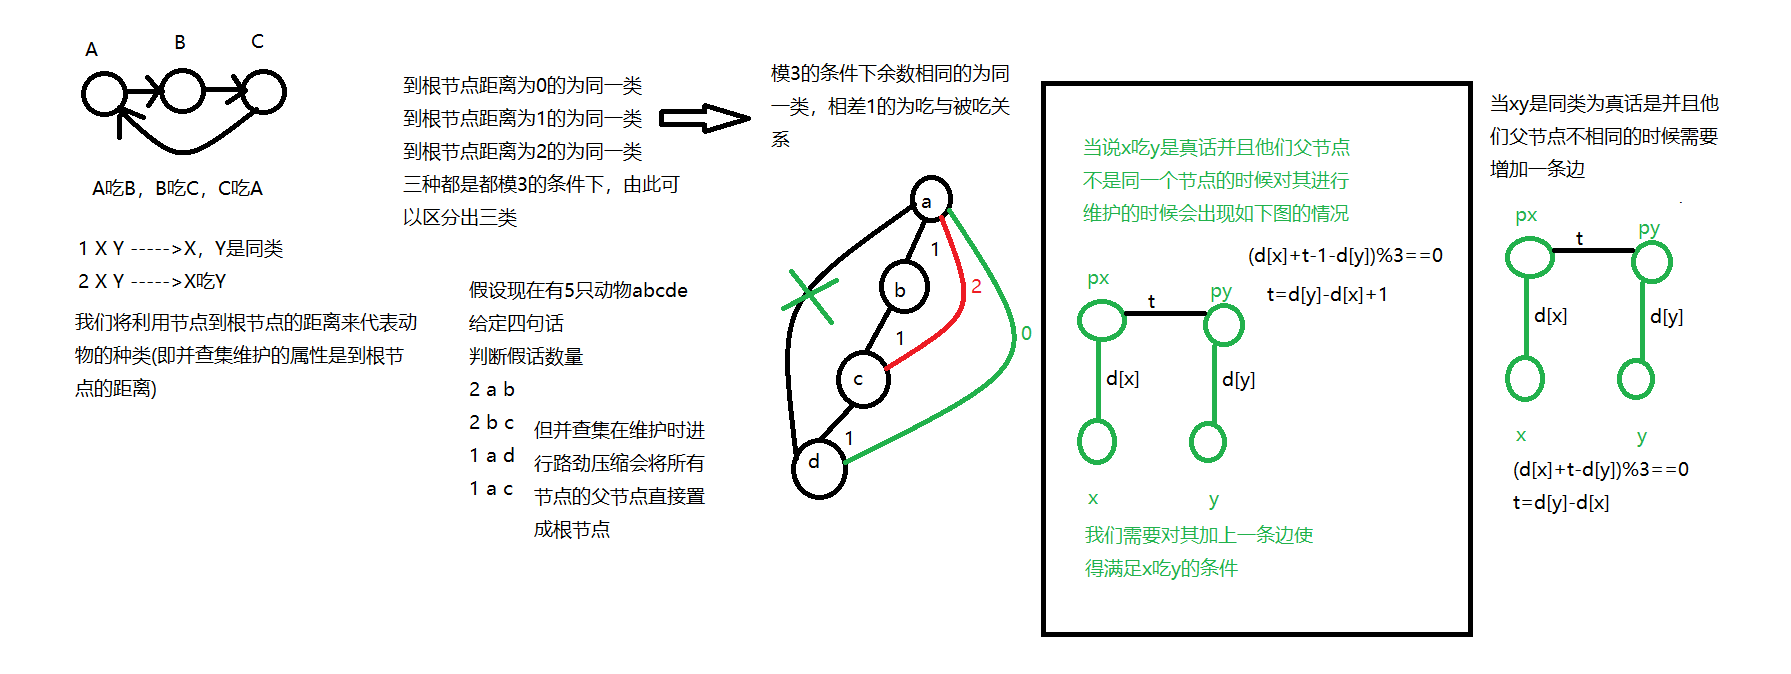 A
B
C
A吃B，B吃C，C吃A
1 X Y ----->X，Y是同类
2 X Y ----->X吃Y
我们将利用节点到根节点的距离来代表动
物的种类(即并查集维护的属性是到根节
点的距离)
到根节点距离为0的为同一类
到根节点距离为1的为同一类
到根节点距离为2的为同一类
三种都是都模3的条件下，由此可
以区分出三类
假设现在有5只动物abcde
给定四句话
判断假话数量
2 a b
2 b c
1 a d
1 a c
但并查集在维护时进
行路劲压缩会将所有
节点的父节点直接置
成根节点
模3的条件下余数相同的为同
一类，相差1的为吃与被吃关
系
a
1
b
2
1
0
c
1
d
当说x吃y是真话并且他们父节点
不是同一个节点的时候对其进行
维护的时候会出现如下图的情况
(d[x]+t-1-d[y])%3==0
t=d[y]-d[x]+1
px
t
py
d[x]
d[y]
x
y
我们需要对其加上一条边使
得满足x吃y的条件
当xy是同类为真话是并且他
们父节点不相同的时候需要
增加一条边
px
t
py
d[x]
d[y]
x
y
(d[x]+t-d[y])%3==0
t=d[y]-d[x]